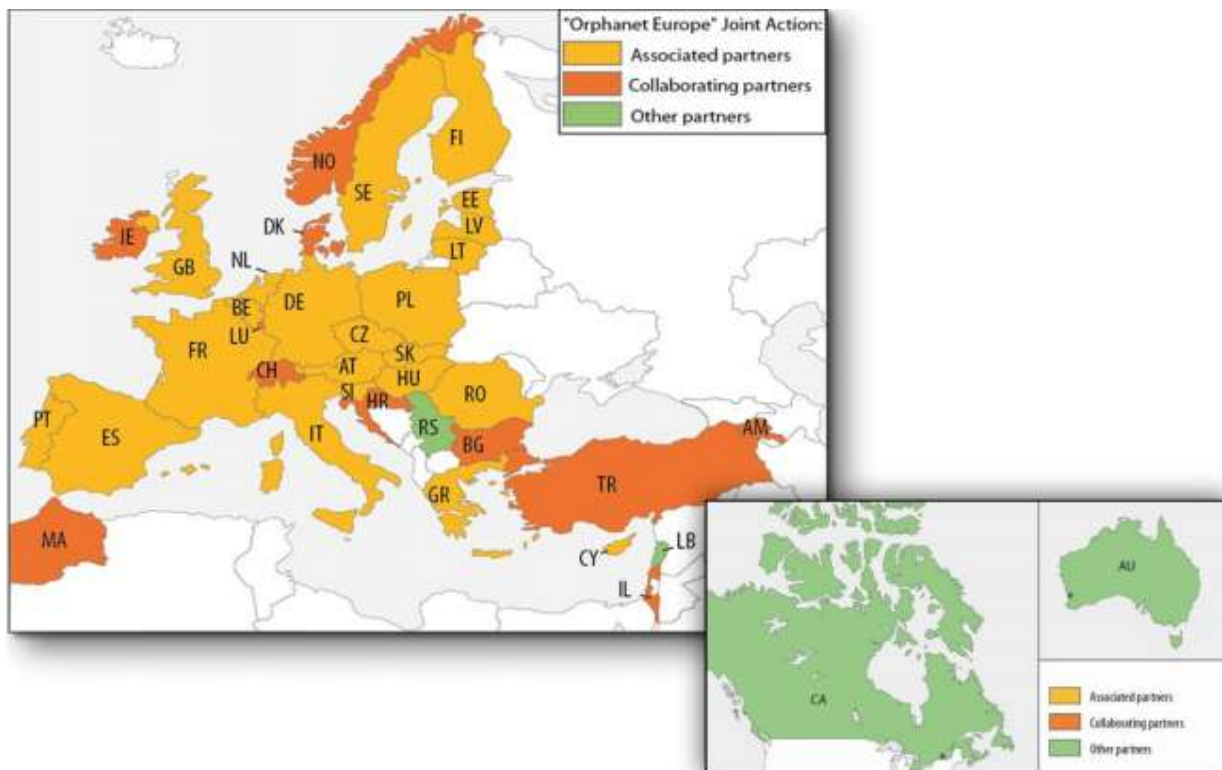 "Orphanet Europe" Joint Action:
Associated partners
Collaborating partners
Other partners
NO
FI
SE
EE
LV
LT
DK
IE
GB
NL
BE
LU
DE
PL
CZ
SK
FR
CH
AT
HU
SI
HR
RO
RS
BG
PT
ES
IT
GR
AM
TR
MA
CY
LB
IL
CA
AU
Associated partners
Collabourating partners
Other partners